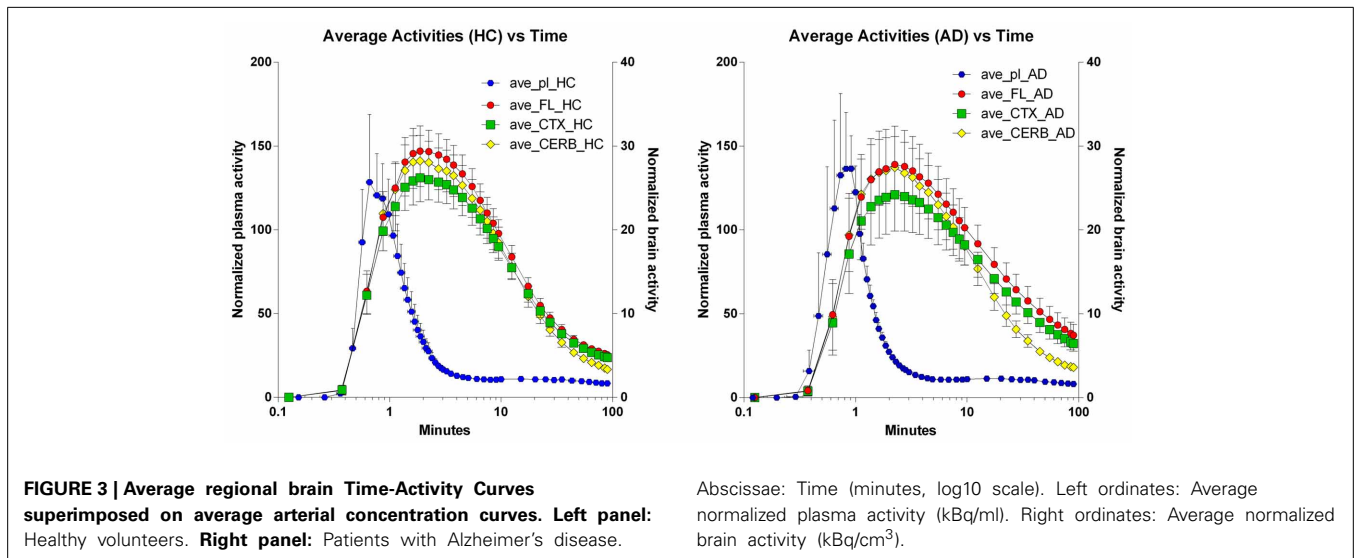 Average Activities (HC) vs Time
200
150
100
50
0
Normalized plasma activity
40
30
20
10
0
Normalized brain activity
ave_pl_HC
ave_FL_HC
ave_CTX_HC
ave_CERB_HC
0.1 1 10 100
Minutes
Average Activities (AD) vs Time
200
150
100
50
0
Normalized plasma activity
40
30
20
10
0
Normalized brain activity
ave_pl_AD
ave_FL_AD
ave_CTX_AD
ave_CERB_AD
0.1 1 10 100
Minutes
FIGURE 3 | Average regional brain Time-Activity Curves
superimposed on average arterial concentration curves. Left panel:
Healthy volunteers. Right panel: Patients with Alzheimer's disease.
Abscissae: Time (minutes, log10 scale). Left ordinates: Average
normalized plasma activity (kBq/ml). Right ordinates: Average normalized
brain activity (kBq/cm³).